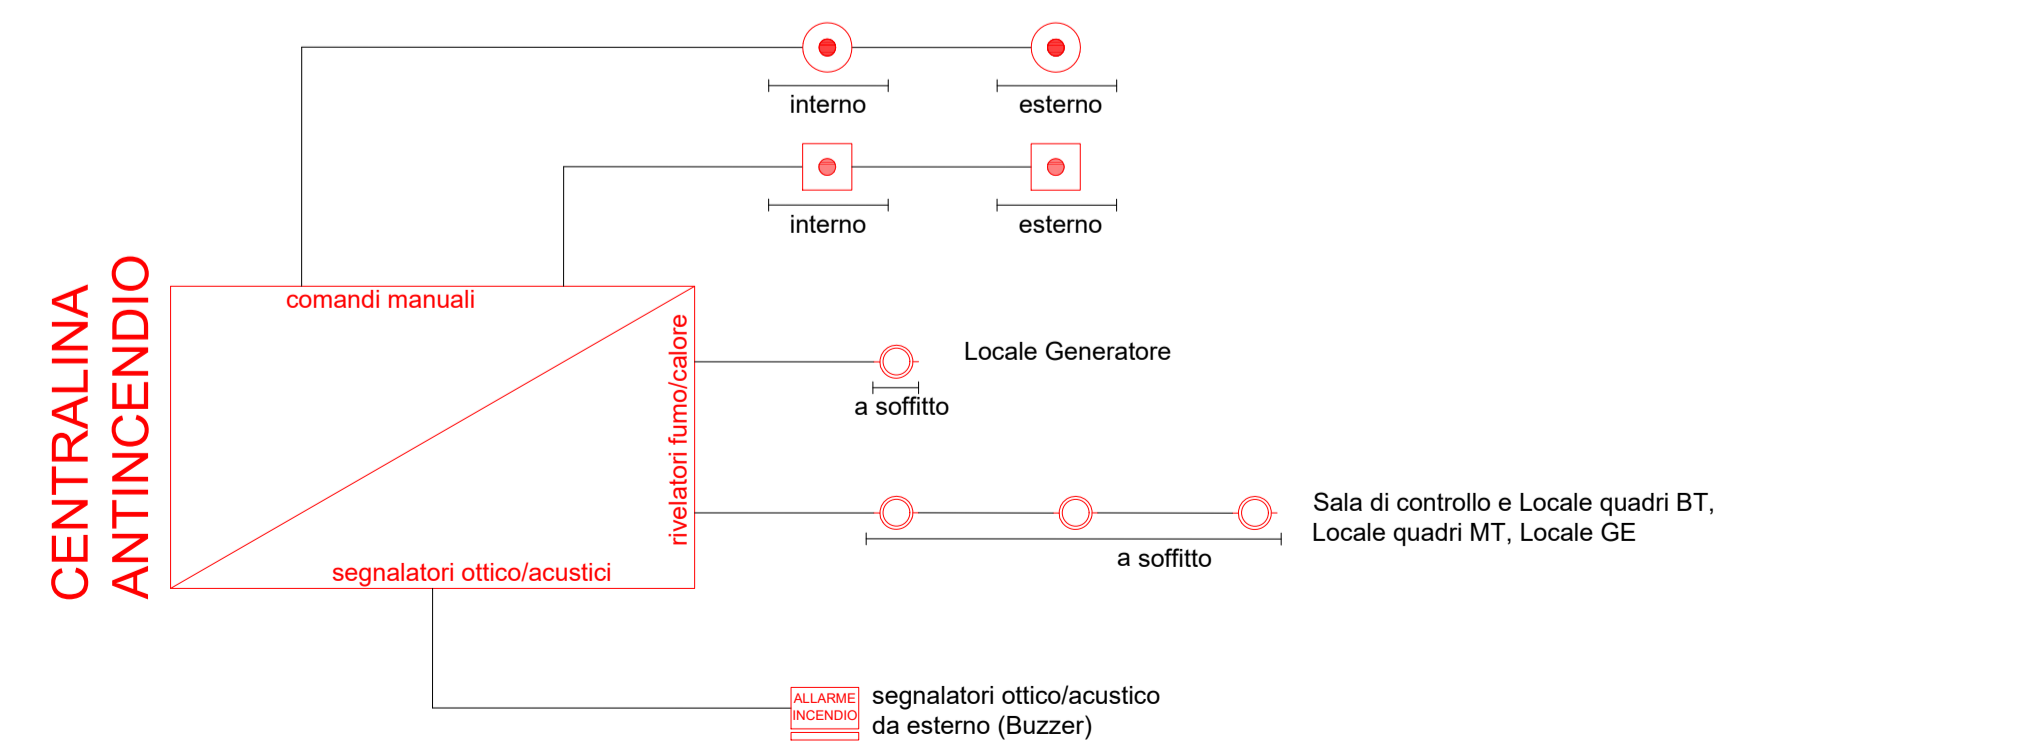 interno
esterno
interno
esterno
CENTRALINA
ANTINCENDIO
comandi manuali
rivelatori fumo/calore
segnalatori ottico/acustici
Locale Generatore
a soffitto
Sala di controllo e Locale quadri BT,
Locale quadri MT, Locale GE
a soffitto
ALLARME
INCENDIO
segnalatori ottico/acustico
da esterno (Buzzer)